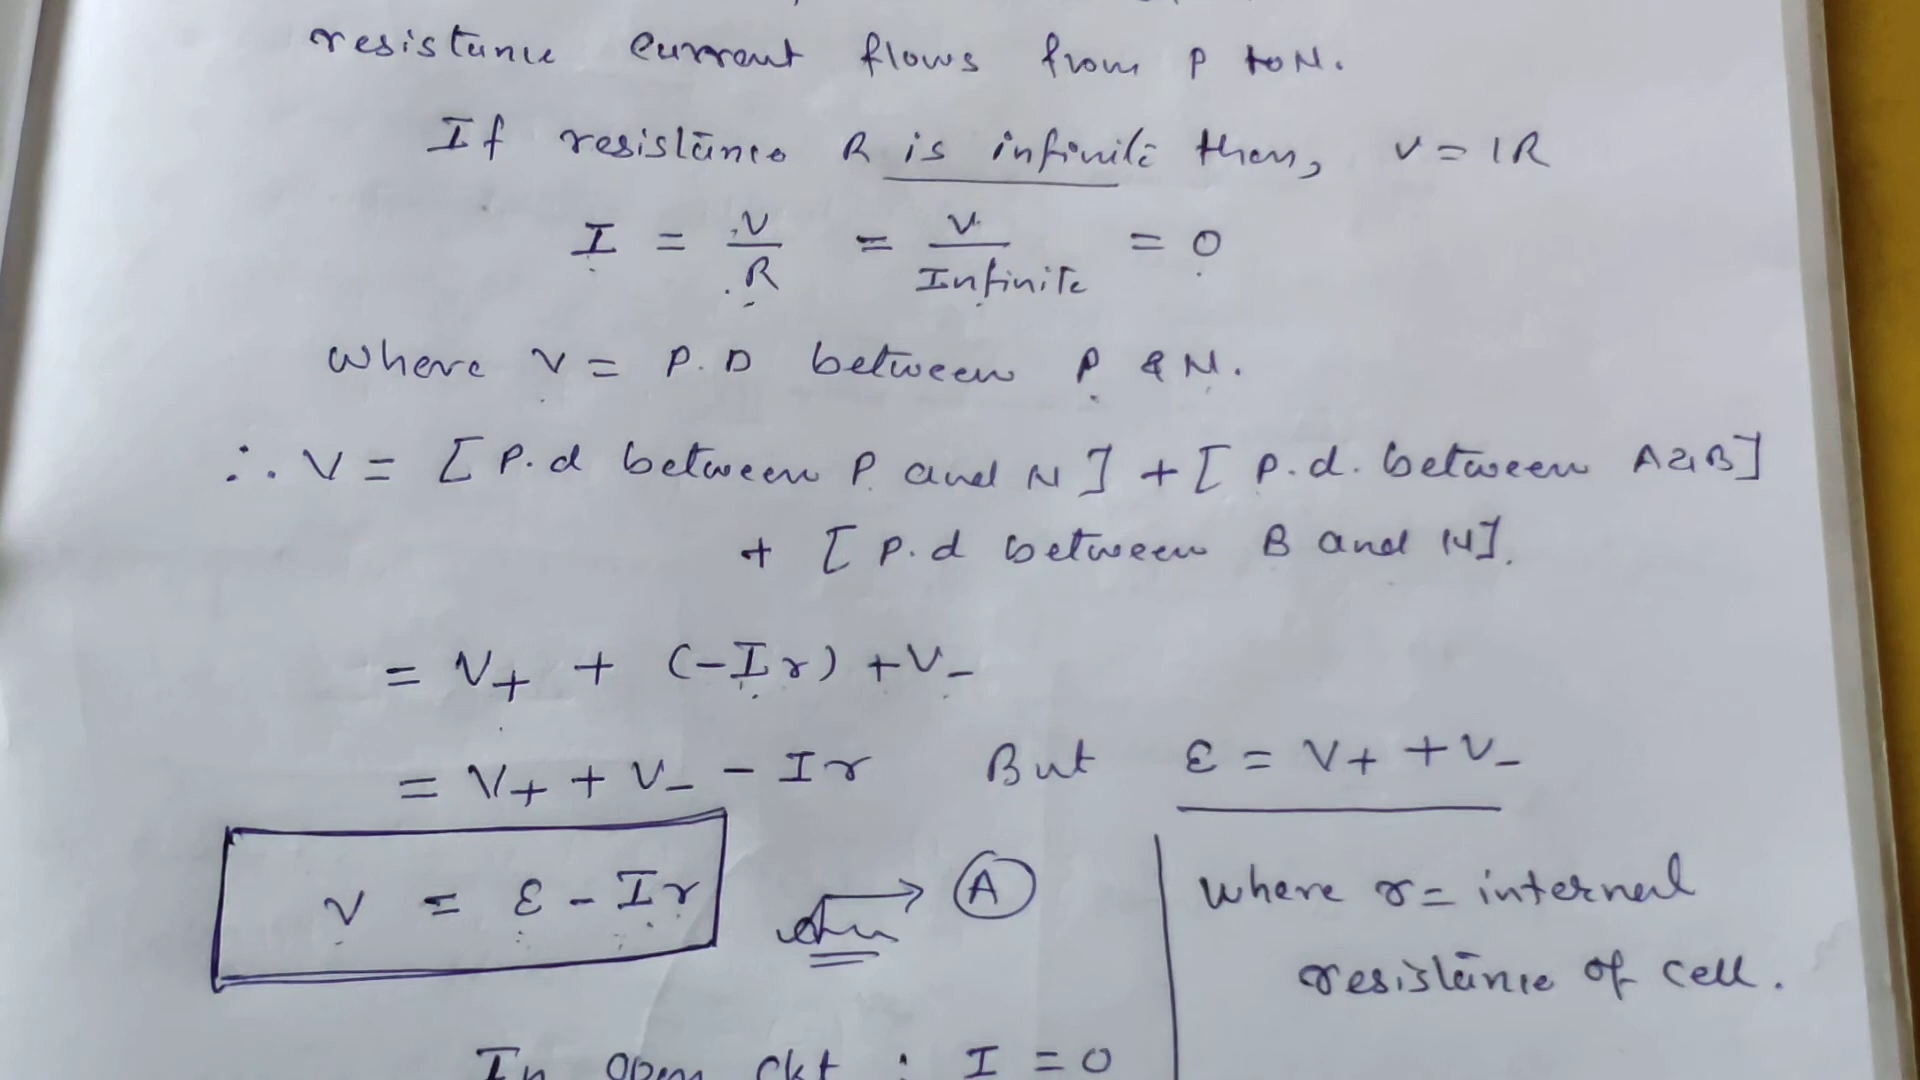 resistance current flows from P to N.
If resistance R is infinite then, V = IR
I = V/R = V/Infinite = 0
Where V = P.D between P & N.
∴ V = [ P.d between P and N ] + [ p.d. between A & B ]
+ [ p.d between B and N ].
= V+ + (-Ir) + V-
= V+ + V- - Ir But ε = V+ + V-
V = ε - Ir → A
where r = internal
resistance of cell.
In open ckt : I = 0